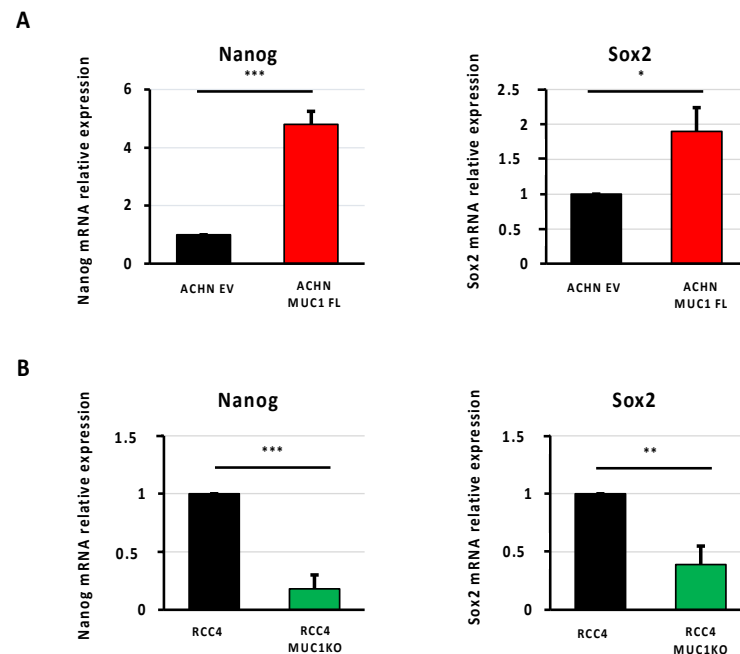 A
Nanog
***
Nanog mRNA relative expression
6
4
2
0
ACHN EV
ACHN
MUC1 FL
Sox2
*
Sox2 mRNA relative expression
2.5
2
1.5
1
0.5
0
ACHN EV
ACHN
MUC1 FL
B
Nanog
***
Nanog mRNA relative expression
1.5
1
0.5
0
RCC4
RCC4
MUC1KO
Sox2
**
Sox2 mRNA relative expression
1.5
1
0.5
0
RCC4
RCC4
MUC1KO